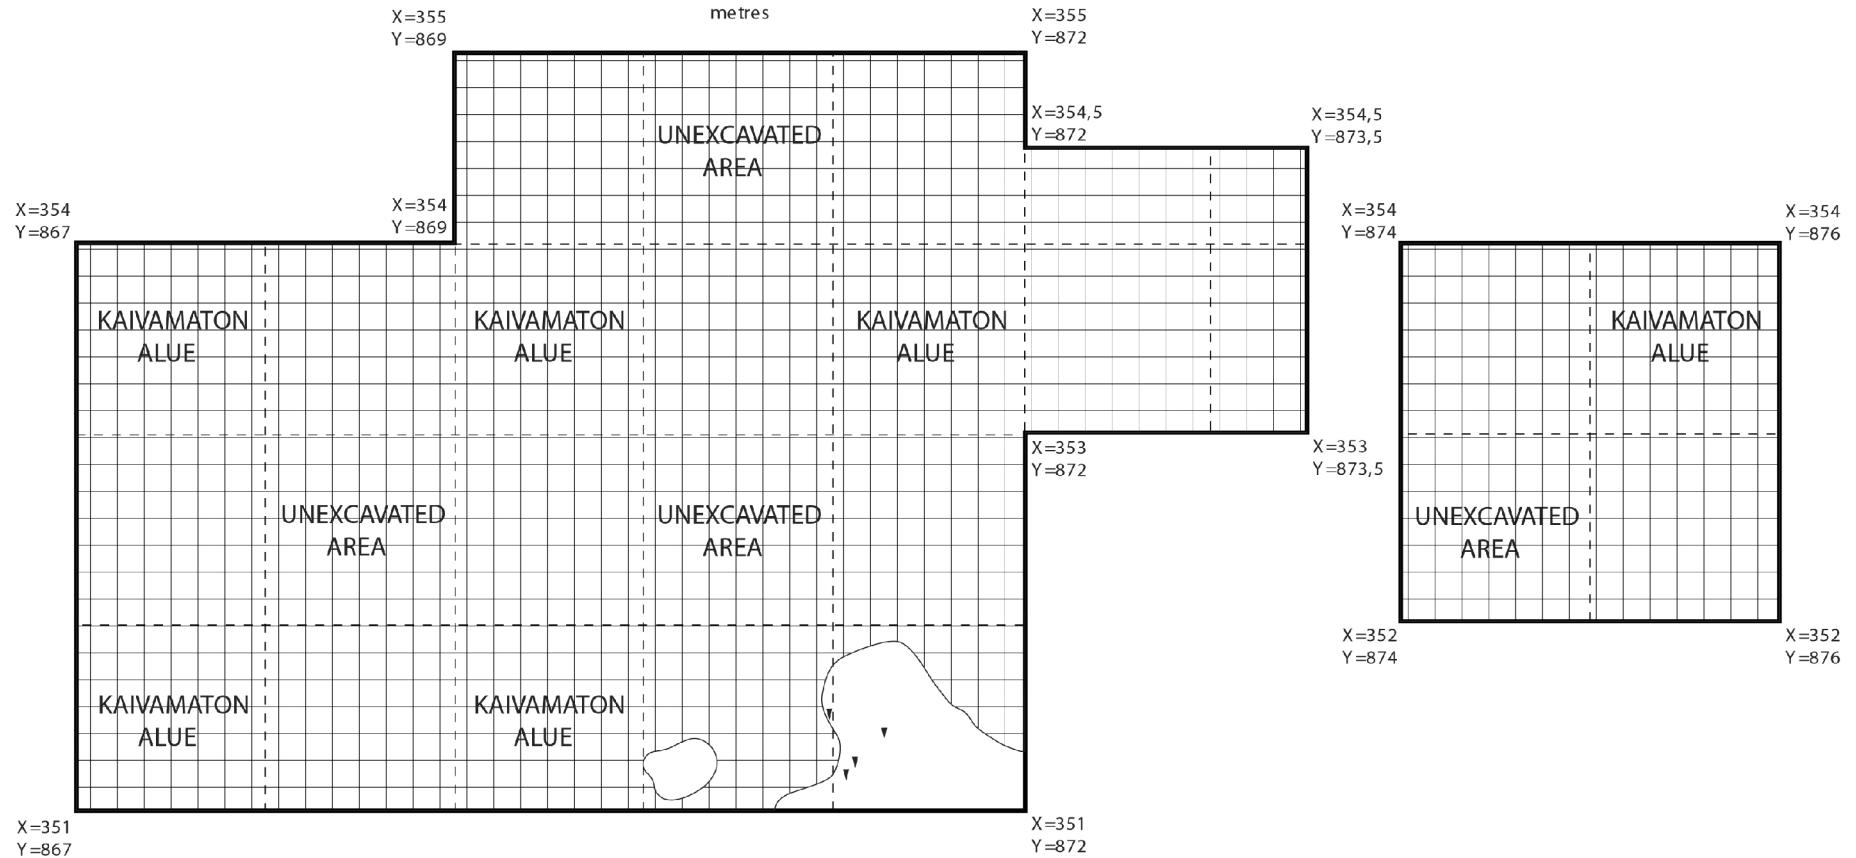 metres
X=355
Y=869
X=355
Y=872
X=354,5
Y=872
X=354,5
Y=873,5
UNEXCAVATED
AREA
X=354
Y=867
X=354
Y=869
X=354
Y=874
X=354
Y=876
KAIVAMATON
ALUE
KAIVAMATON
ALUE
KAIVAMATON
ALUE
KAIVAMATON
ALUE
X=353
Y=872
X=353
Y=873,5
UNEXCAVATED
AREA
UNEXCAVATED
AREA
UNEXCAVATED
AREA
X=352
Y=874
X=352
Y=876
KAIVAMATON
ALUE
KAIVAMATON
ALUE
X=351
Y=867
X=351
Y=872